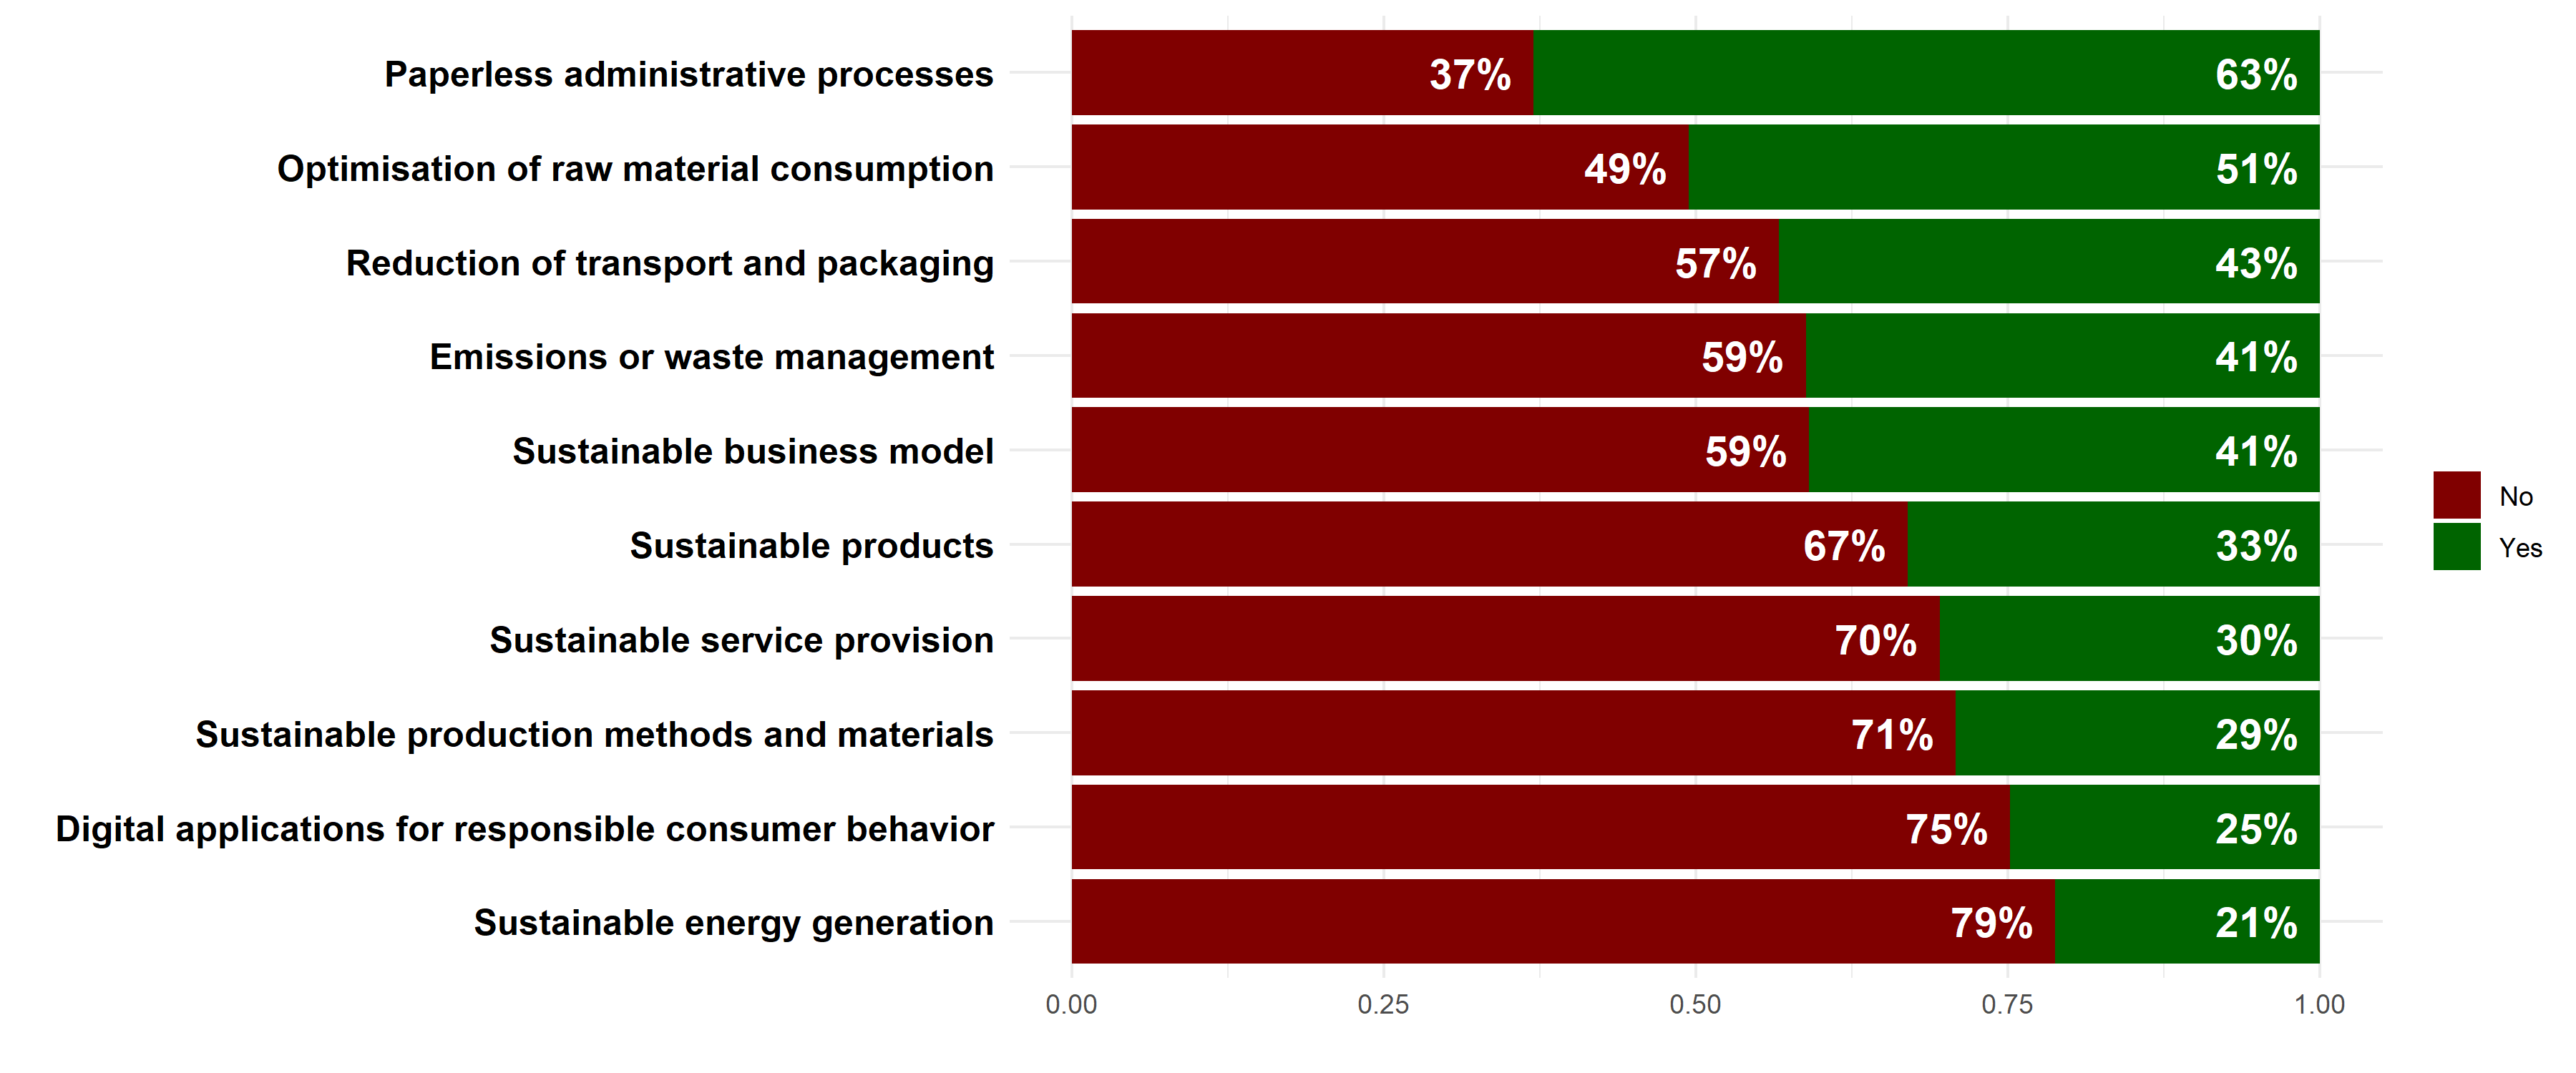 Paperless administrative processes 37% 63%
Optimisation of raw material consumption 49% 51%
Reduction of transport and packaging 57% 43%
Emissions or waste management 59% 41%
Sustainable business model 59% 41%
Sustainable products 67% 33%
Sustainable service provision 70% 30%
Sustainable production methods and materials 71% 29%
Digital applications for responsible consumer behavior 75% 25%
Sustainable energy generation 79% 21%
0.00 0.25 0.50 0.75 1.00
No
Yes